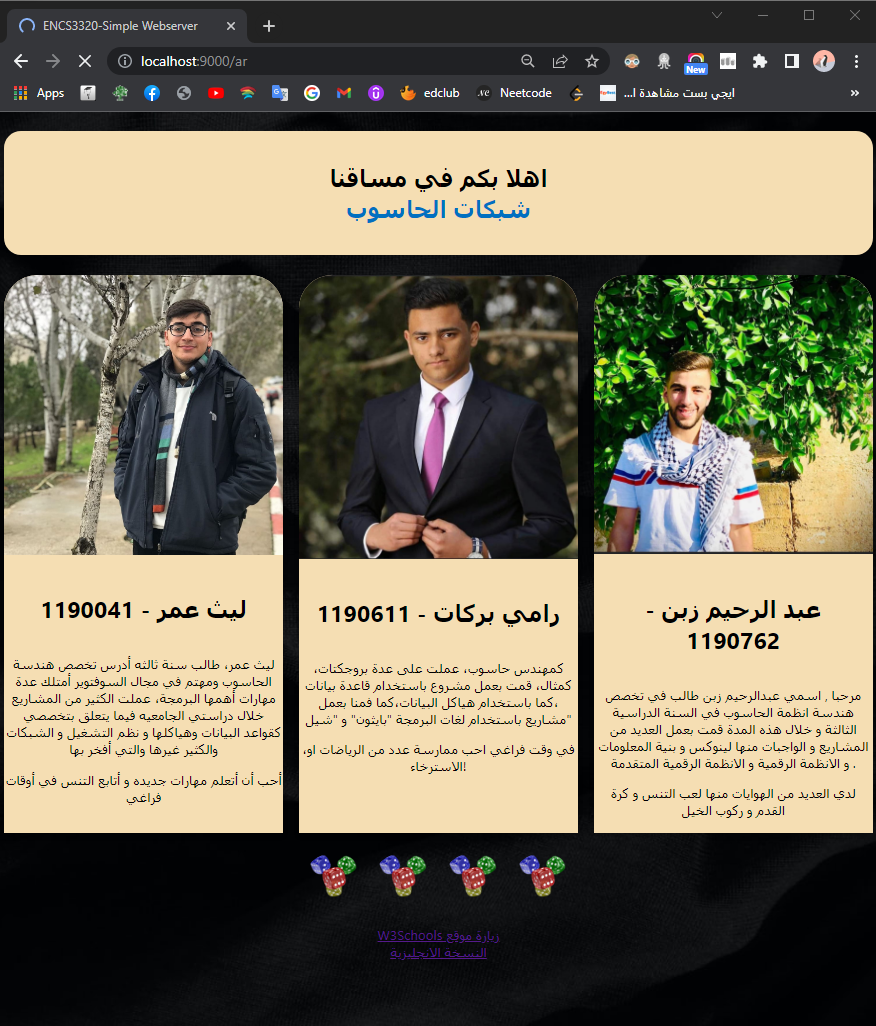 ENCS3320-Simple Webserver
localhost:9000/ar
New
Apps
edclub
Neetcode
ايجي بست مشاهدة ا...
اهلا بكم في مساقنا
شبكات الحاسوب
ليث عمر - 1190041
ليث عمر، طالب سنة ثالثه أدرس تخصص هندسة
الحاسوب ومهتم في مجال السوفتوير أمتلك عدة
مهارات أهمها البرمجة، عملت الكثير من المشاريع
خلال دراستي الجامعيه فيما يتعلق بتخصصي
كقواعد البيانات وهياكلها و نظم التشغيل و الشبكات
والكثير غيرها والتي أفخر بها
أحب أن أتعلم مهارات جديده و أتابع التنس في أوقات
فراغي
رامي بركات - 1190611
كمهندس حاسوب، عملت على عدة بروجكتات،
كمثال، قمت بعمل مشروع باستخدام قاعدة بيانات
،كما باستخدام هياكل البيانات،كما قمنا بعمل
"مشاريع باستخدام لغات البرمجة "بايثون" و "شيل
في وقت فراغي احب ممارسة عدد من الرياضات او،
الاسترخاء!
عبد الرحيم زبن -
1190762
مرحبا , اسمي عبدالرحيم زبن طالب في تخصص
هندسة انظمة الحاسوب في السنة الدراسية
الثالثة و خلال هذه المدة قمت بعمل العديد من
المشاريع و الواجبات منها لينوكس و بنية المعلومات
و الانظمة الرقمية و الانظمة الرقمية المتقدمة .
لدي العديد من الهوايات منها لعب التنس و كرة
القدم و ركوب الخيل
زيارة موقع W3Schools
النسخة الانجليزية